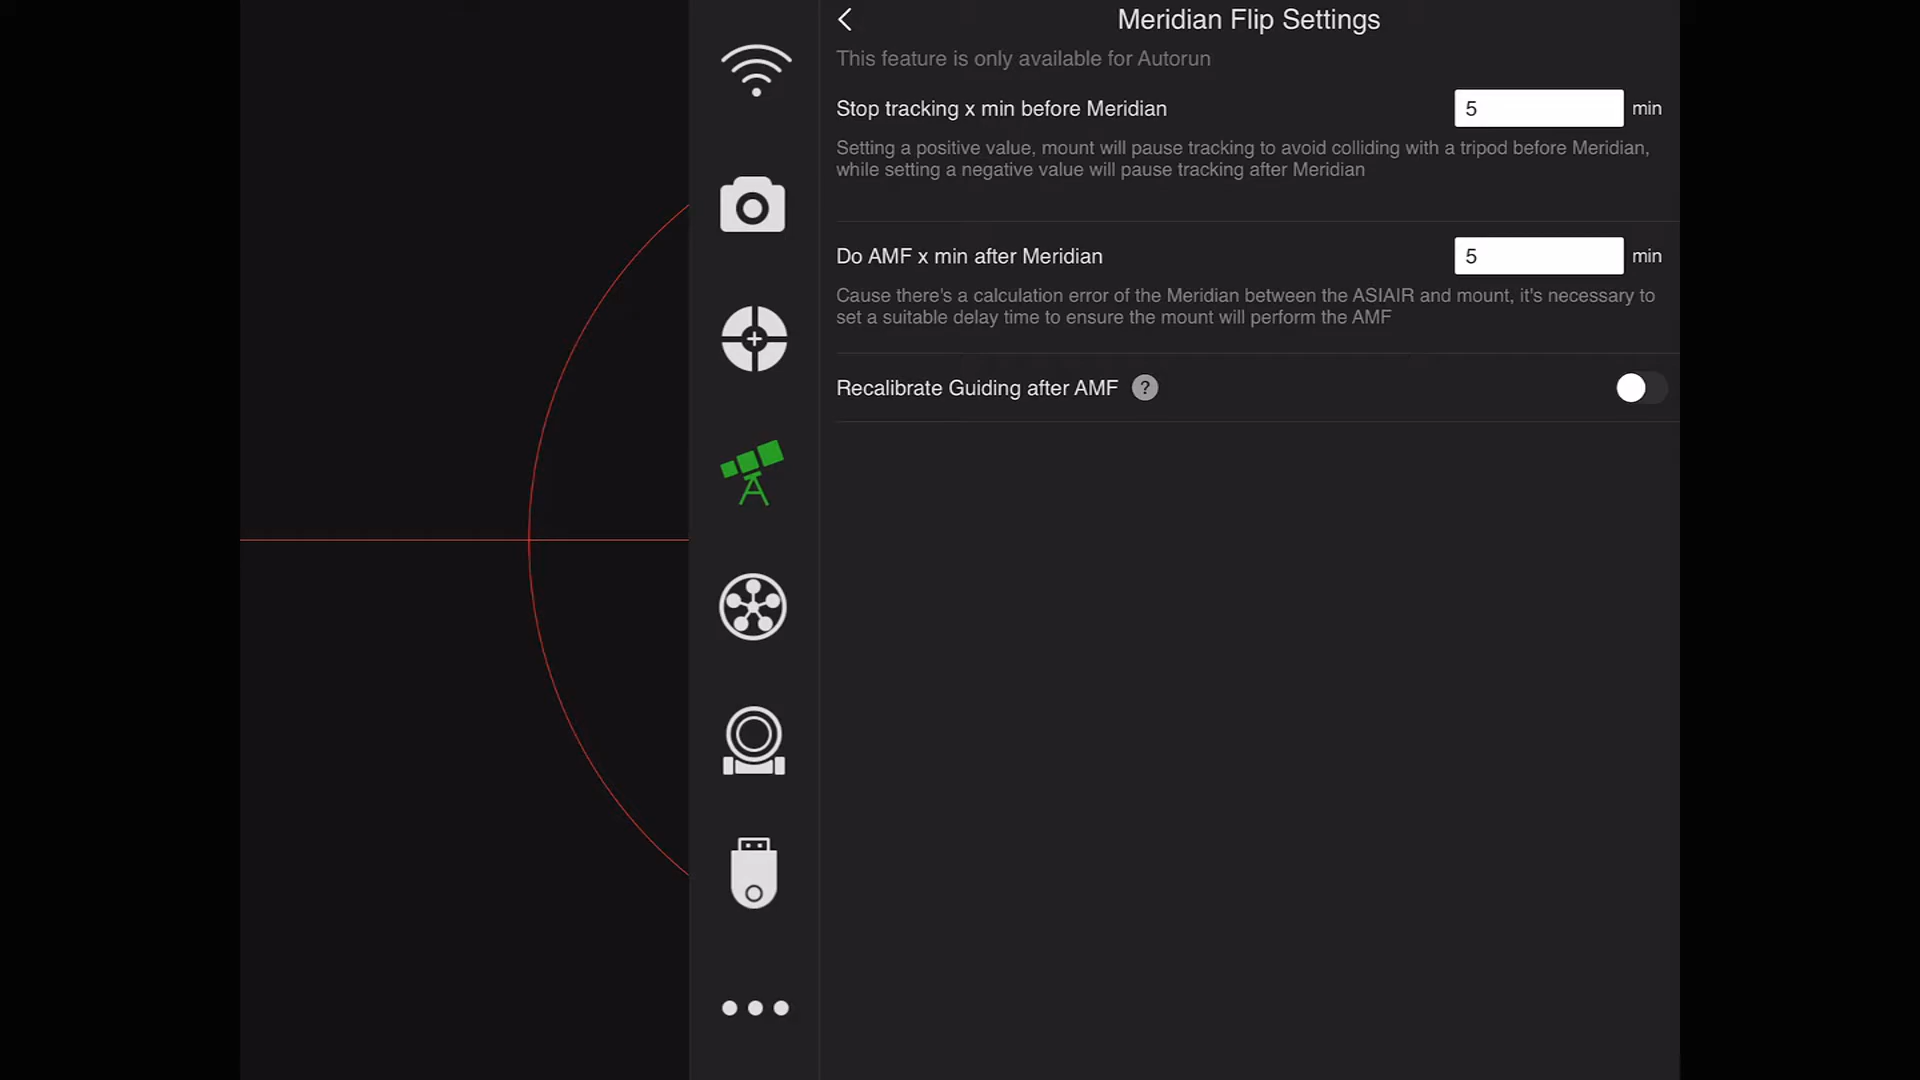 Meridian Flip Settings
This feature is only available for Autorun
Stop tracking x min before Meridian 5 min
Setting a positive value, mount will pause tracking to avoid colliding with a tripod before Meridian,
while setting a negative value will pause tracking after Meridian
Do AMF x min after Meridian 5 min
Cause there's a calculation error of the Meridian between the ASIAIR and mount, it's necessary to
set a suitable delay time to ensure the mount will perform the AMF
Recalibrate Guiding after AMF ?